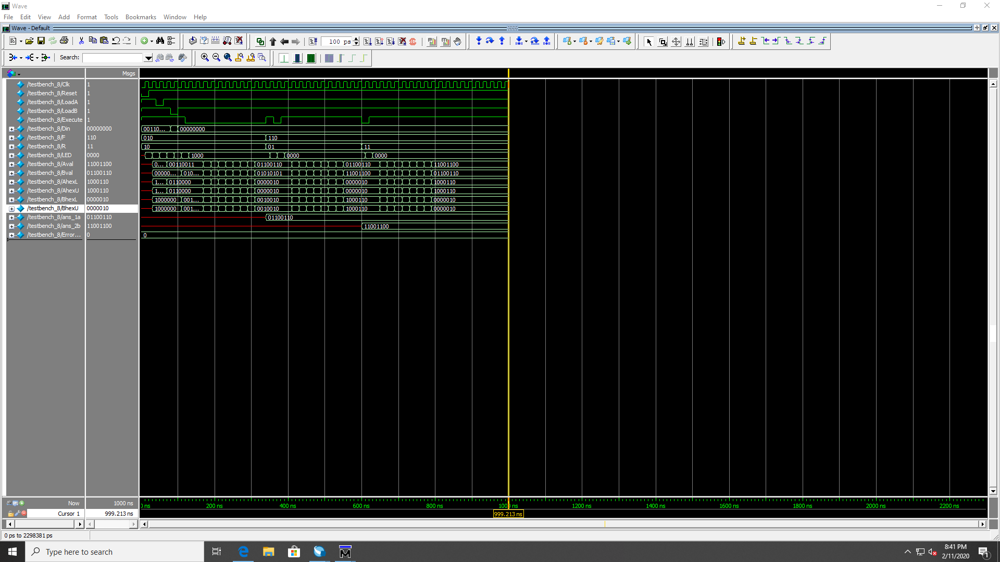 Wave
File Edit View Add Format Tools Bookmarks Window Help
Wave - Default
100 ps
Search:
Msgs
/testbench_8/Clk 1
/testbench_8/Reset 1
/testbench_8/LoadA 1
/testbench_8/LoadB 1
/testbench_8/Execute 1
/testbench_8/Din 00000000 00110... 00000000
/testbench_8/F 110 010 110
/testbench_8/R 11 10 01 11
/testbench_8/LED 0000 1000 0000 0000
/testbench_8/Aval 11001100 0... 00110011 01100110 01100110 11001100
/testbench_8/Bval 01100110 00000... 010... 01010101 11001100 01100110
/testbench_8/AhexL 1000110 1... 0110000 0000010 0000010 1000110
/testbench_8/AhexU 1000110 1... 0110000 0000010 0000010 1000110
/testbench_8/BhexL 0000010 1000000 001... 0010010 1000110 0000010
/testbench_8/BhexU 0000010 1000000 001... 0010010 1000110 0000010
/testbench_8/ans_1a 01100110 01100110
/testbench_8/ans_2b 11001100 11001100
/testbench_8/Error... 0 0
Now 1000 ns ns 200 ns 400 ns 600 ns 800 ns 1000 ns 1200 ns 1400 ns 1600 ns 1800 ns 2000 ns 2200 ns
Cursor 1 999.213 ns 999.213 ns
0 ps to 2298381 ps
Type here to search
8:41 PM
2/11/2020
1